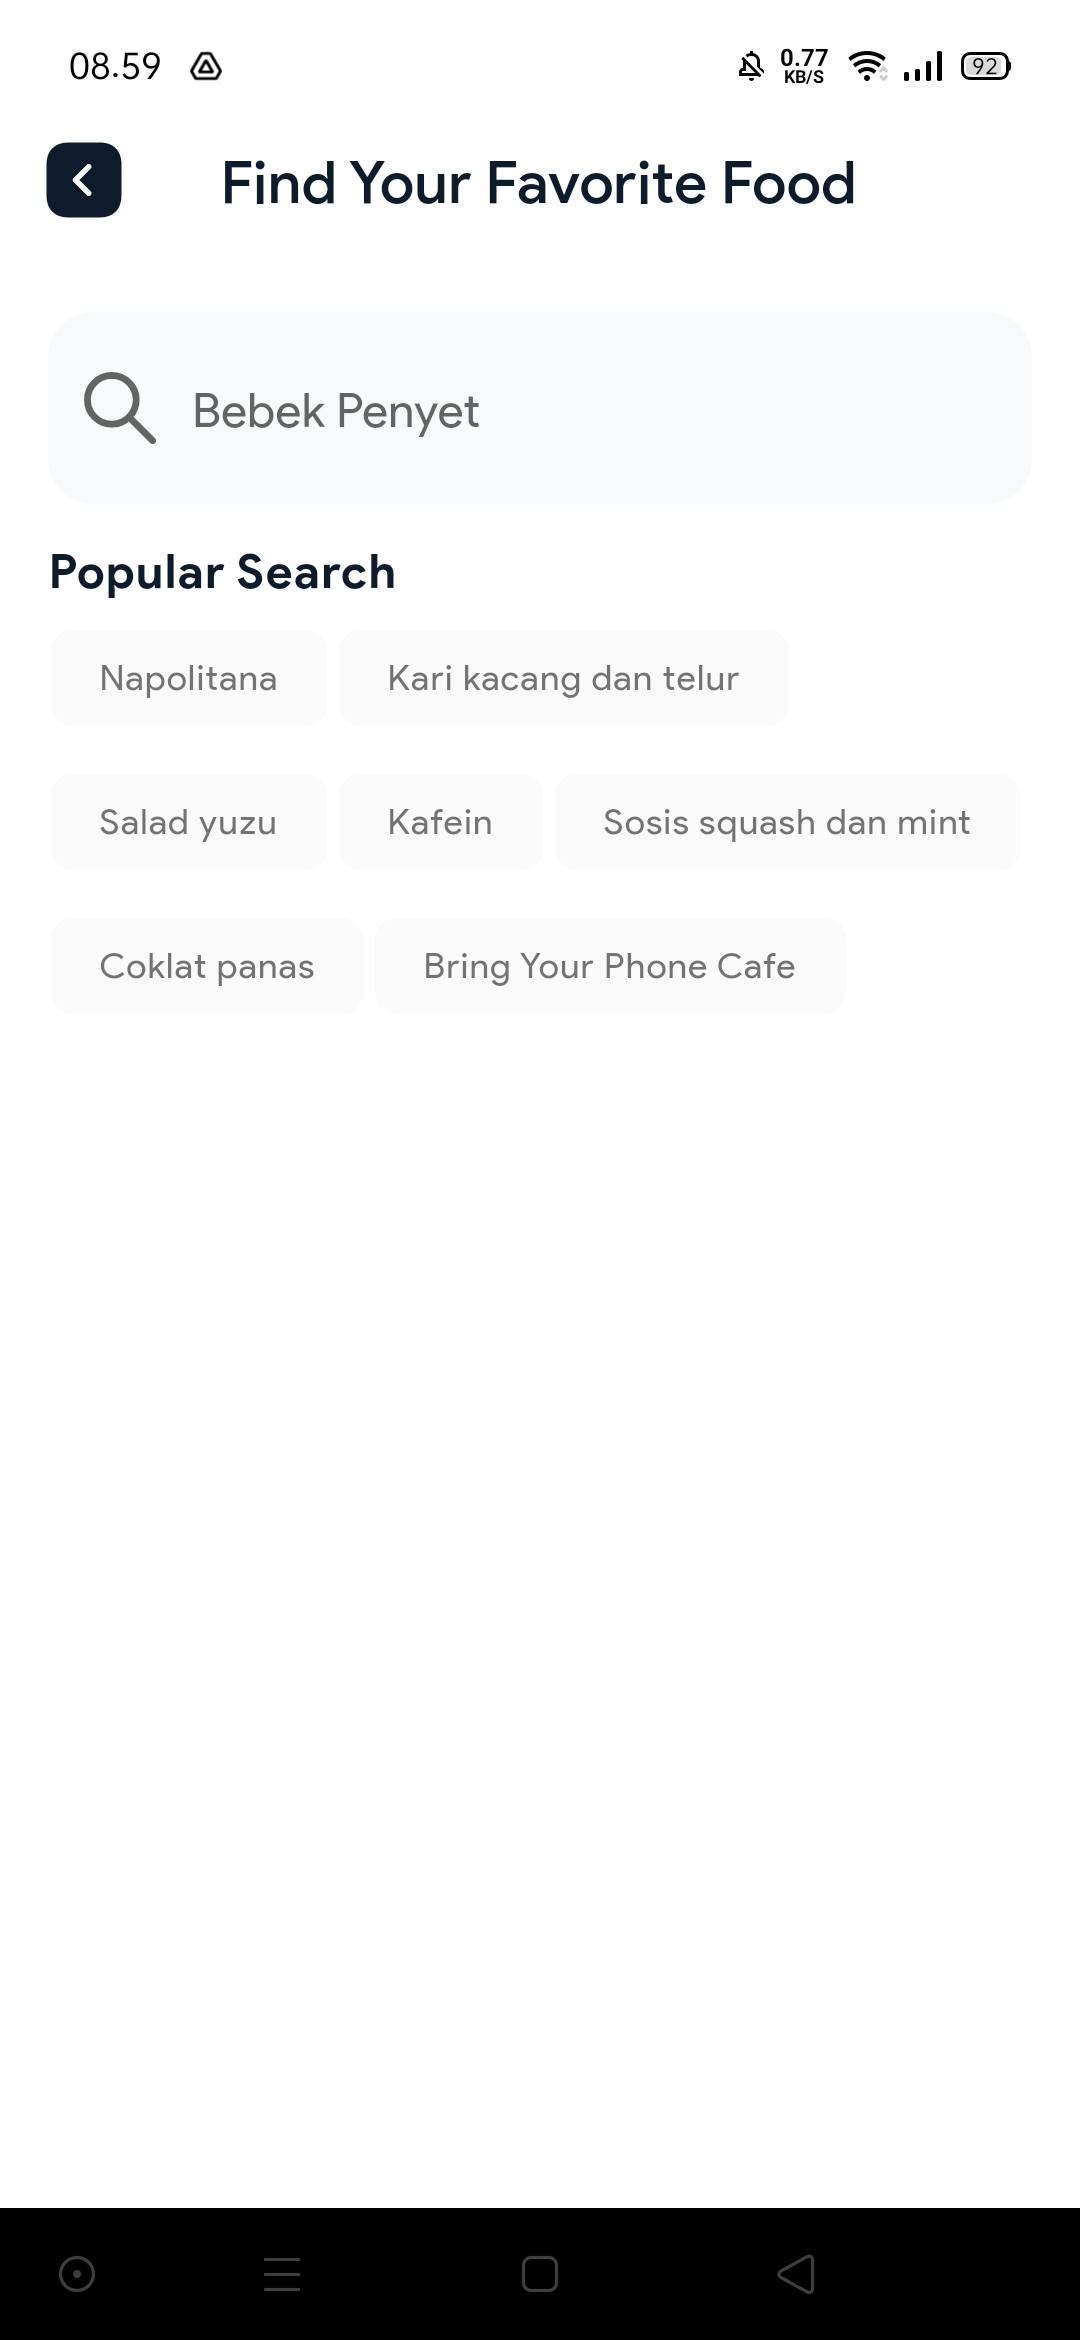 08.59 0.77 KB/S 92
Find Your Favorite Food
Bebek Penyet
Popular Search
Napolitana Kari kacang dan telur
Salad yuzu Kafein Sosis squash dan mint
Coklat panas Bring Your Phone Cafe